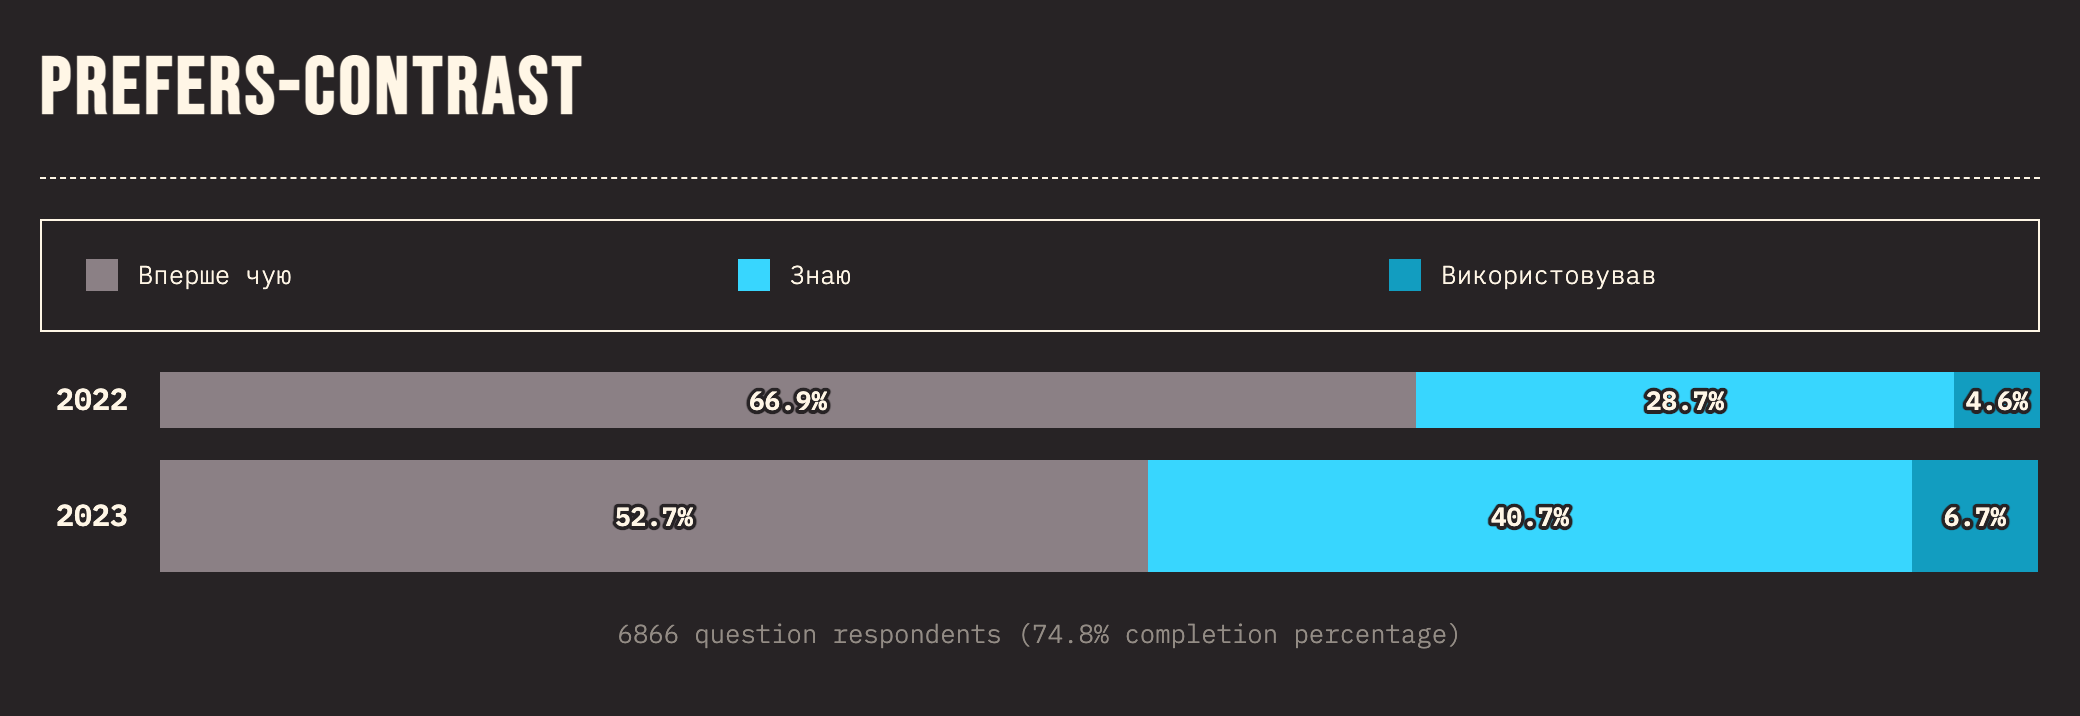 PREFERS-CONTRAST
Вперше чую
Знаю
Використовував
2022 66.9% 28.7% 4.6%
2023 52.7% 40.7% 6.7%
6866 question respondents (74.8% completion percentage)